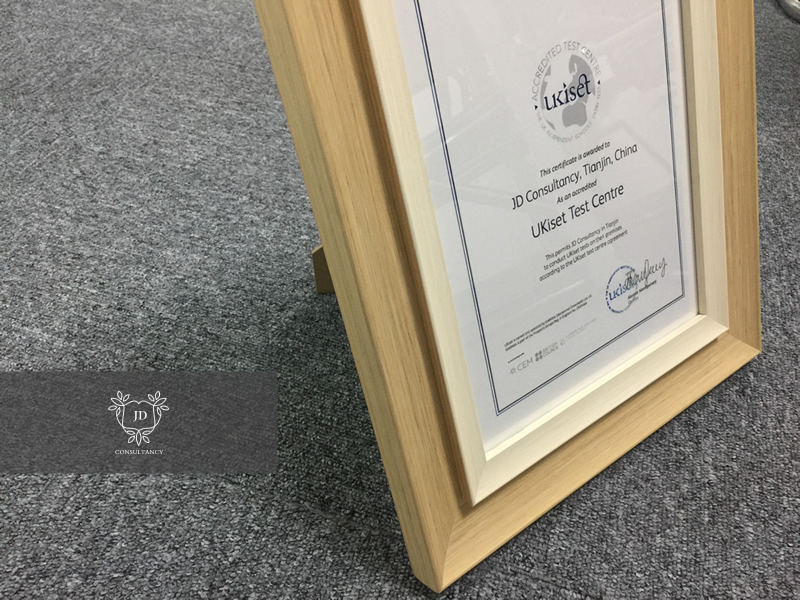 ACCREDITED TEST CENTRE
UKiset
This certificate is awarded to
JD Consultancy, Tianjin, China
As an accredited
UKiset Test Centre
This permits JD Consultancy in Tianjin
to conduct UKiset tests on their premises
according to the UKiset test centre agreement
UKiset
CEM
JD
CONSULTANCY